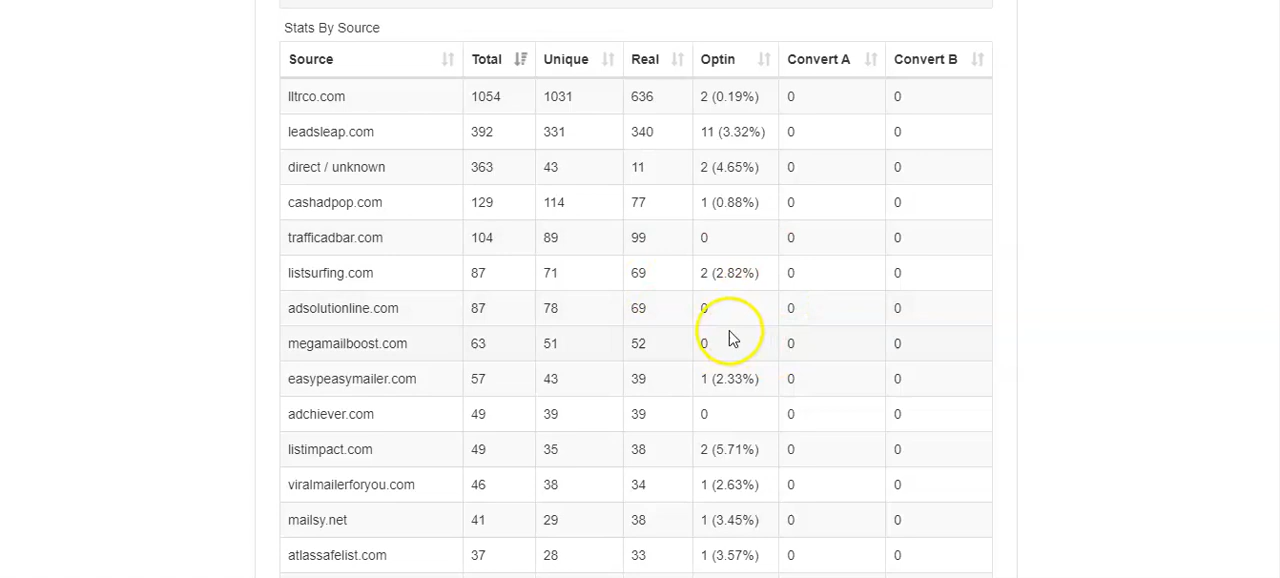 Stats By Source
Source Total Unique Real Optin Convert A Convert B
lltrco.com 1054 1031 636 2 (0.19%) 0 0
leadsleap.com 392 331 340 11 (3.32%) 0 0
direct / unknown 363 43 11 2 (4.65%) 0 0
cashadpop.com 129 114 77 1 (0.88%) 0 0
trafficadbar.com 104 89 99 0 0 0
listsurfing.com 87 71 69 2 (2.82%) 0 0
adsolutionline.com 87 78 69 0 0 0
megamailboost.com 63 51 52 0 0 0
easypeasymailer.com 57 43 39 1 (2.33%) 0 0
adchiever.com 49 39 39 0 0 0
listimpact.com 49 35 38 2 (5.71%) 0 0
viralmailerforyou.com 46 38 34 1 (2.63%) 0 0
mailsy.net 41 29 38 1 (3.45%) 0 0
atlassafelist.com 37 28 33 1 (3.57%) 0 0